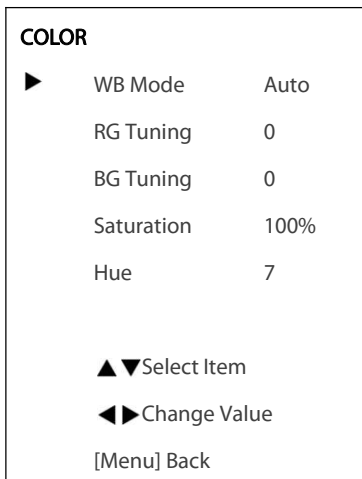 COLOR
▶ WB Mode Auto
RG Tuning 0
BG Tuning 0
Saturation 100%
Hue 7
▲▼Select Item
◀▶Change Value
[Menu] Back